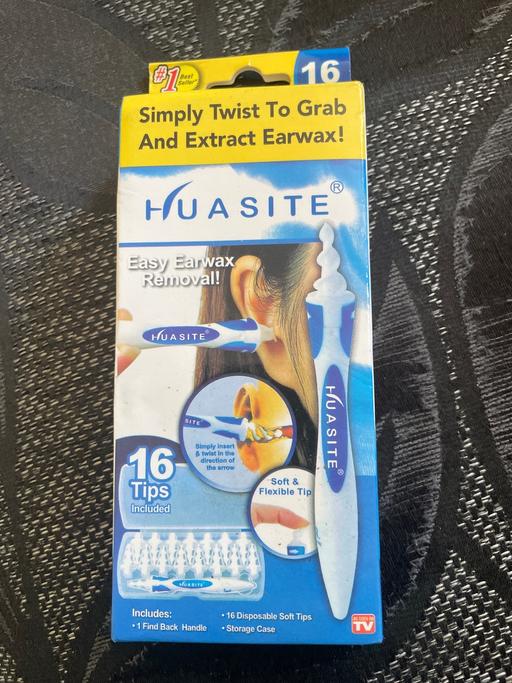 #1 Best
Seller
16
Simply Twist To Grab
And Extract Earwax!
HUASITE®
Easy Earwax
Removal!
HUASITE®
SITE
Simply insert
& twist in the
direction of
the arrow
HUASITE®
16
Tips
Included
Soft &
Flexible Tip
HUASITE
Includes:
• 1 Find Back Handle
• 16 Disposable Soft Tips
• Storage Case
AS SEEN ON
TV